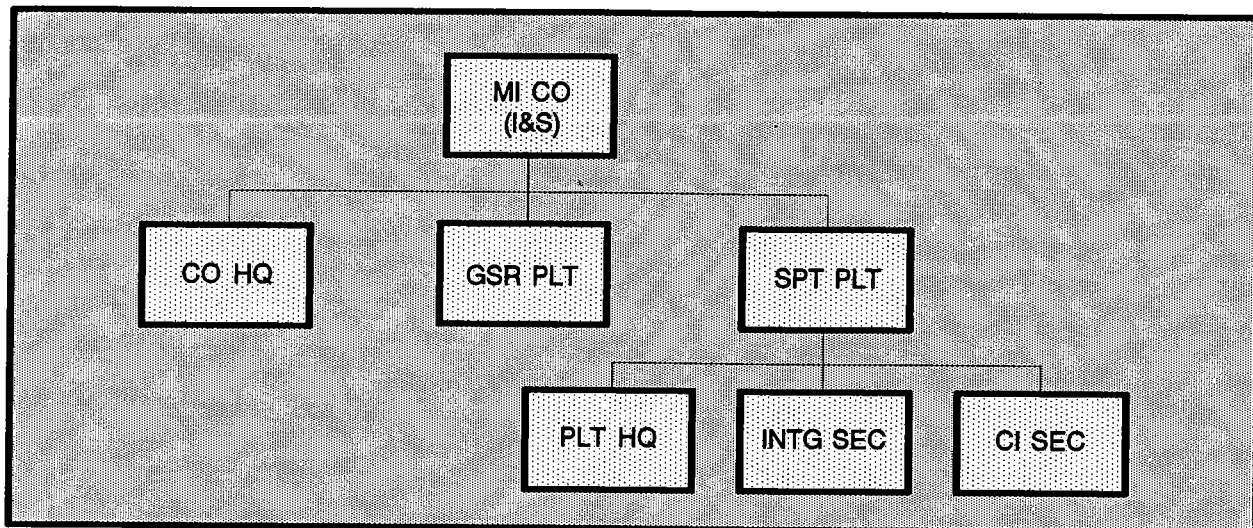 MI CO
(I&S)
CO HQ
GSR PLT
SPT PLT
PLT HQ
INTG SEC
CI SEC